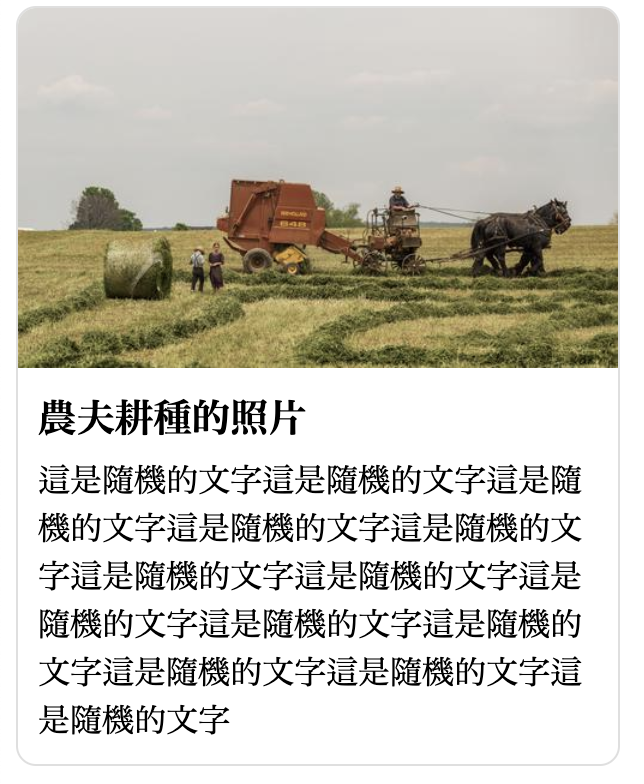 NEW HOLLAND
648
農夫耕種的照片
這是隨機的文字這是隨機的文字這是隨
機的文字這是隨機的文字這是隨機的文
字這是隨機的文字這是隨機的文字這是
隨機的文字這是隨機的文字這是隨機的
文字這是隨機的文字這是隨機的文字這
是隨機的文字